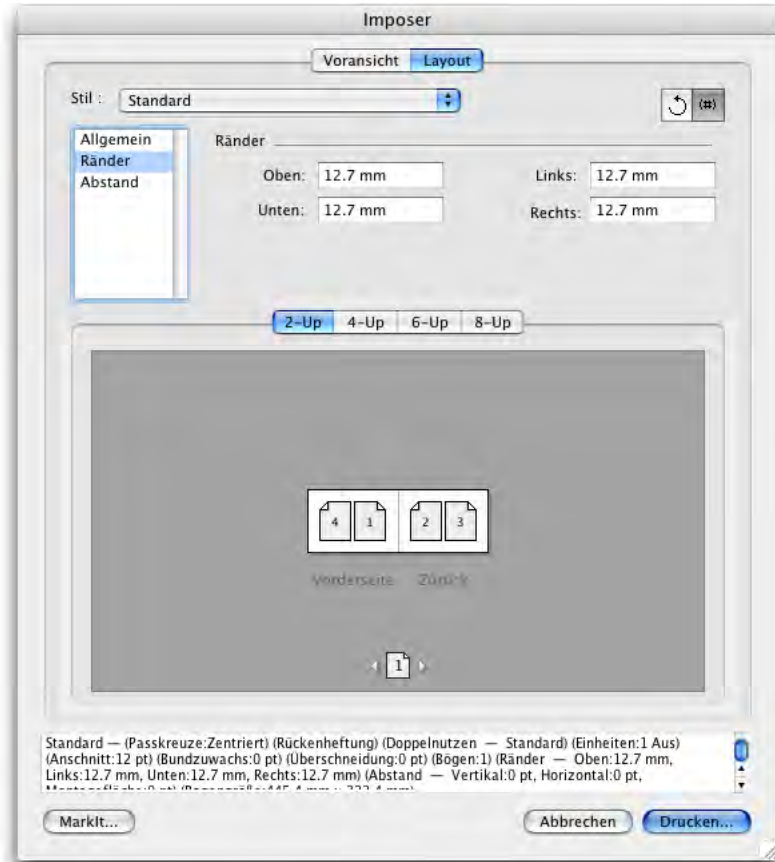 Imposer
Voransicht Layout
Stil : Standard
(#)
Allgemein
Ränder
Abstand
Ränder
Oben: 12.7 mm Links: 12.7 mm
Unten: 12.7 mm Rechts: 12.7 mm
2-Up 4-Up 6-Up 8-Up
4 1 2 3
Vorderseite Zurück
1
Standard — (Passkreuze:Zentriert) (Rückenheftung) (Doppelnutzen — Standard) (Einheiten:1 Aus)
(Anschnitt:12 pt) (Bundzuwachs:0 pt) (Überschneidung:0 pt) (Bögen:1) (Ränder — Oben:12.7 mm,
Links:12.7 mm, Unten:12.7 mm, Rechts:12.7 mm) (Abstand — Vertikal:0 pt, Horizontal:0 pt,
MarkIt... Abbrechen Drucken...